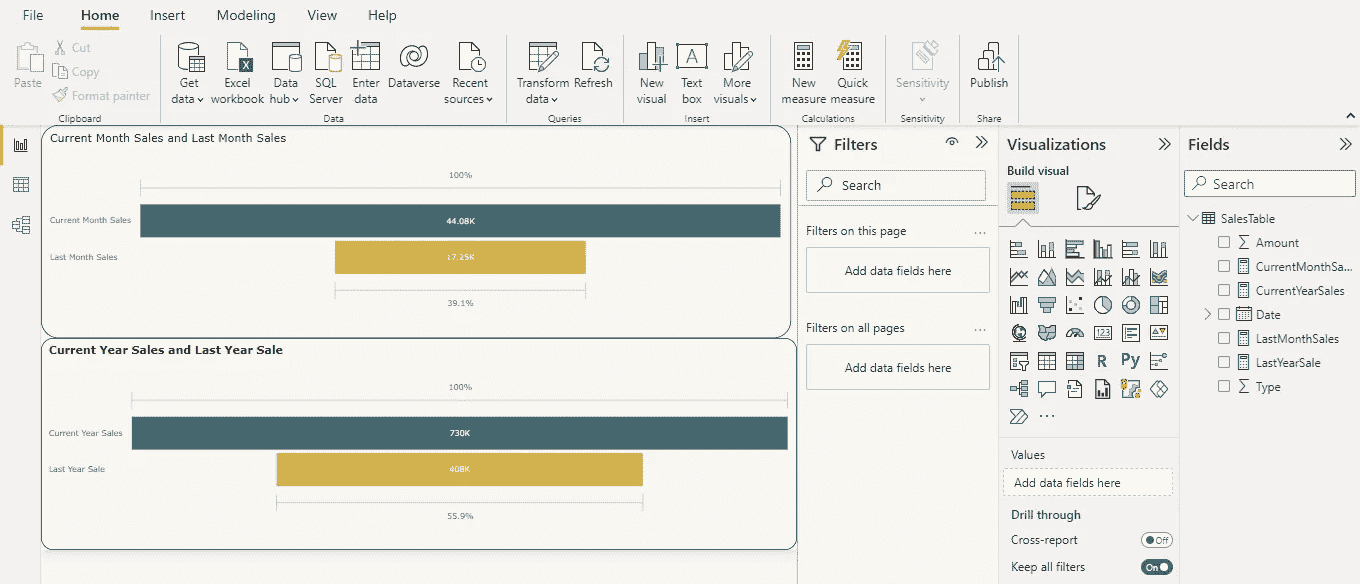 File Home Insert Modeling View Help
Paste
Cut
Copy
Format painter
Clipboard
Get data
Excel workbook
Data hub
SQL Server
Enter data
Dataverse
Recent sources
Data
Transform data
Refresh
Queries
New visual
Text box
More visuals
Insert
New measure
Quick measure
Calculations
Sensitivity
Sensitivity
Publish
Share
Current Month Sales and Last Month Sales
100%
Current Month Sales 44.08K
Last Month Sales 17.25K
39.1%
Current Year Sales and Last Year Sale
100%
Current Year Sales 730K
Last Year Sale 408K
55.9%
Filters
Search
Filters on this page ...
Add data fields here
Filters on all pages ...
Add data fields here
Visualizations
Build visual
123
R Py
...
Values
Add data fields here
Drill through
Cross-report Off
Keep all filters On
Fields
Search
SalesTable
Amount
CurrentMonthSa...
CurrentYearSales
Date
LastMonthSales
LastYearSale
Type